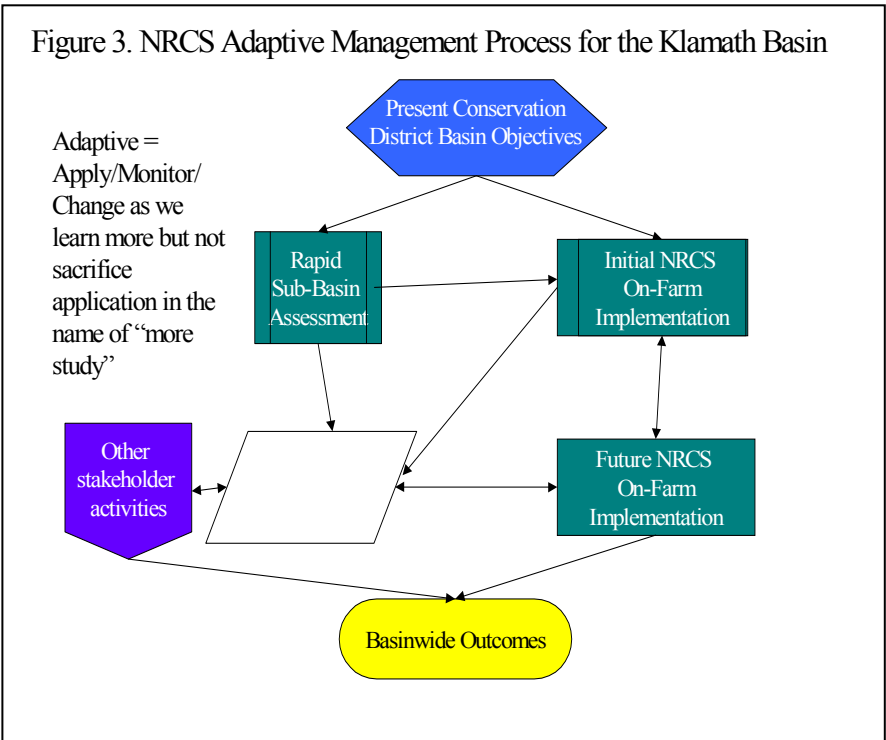 Figure 3. NRCS Adaptive Management Process for the Klamath Basin
Present Conservation
District Basin Objectives
Adaptive =
Apply/Monitor/
Change as we
learn more but not
sacrifice
application in the
name of “more
study”
Rapid
Sub-Basin
Assessment
Initial NRCS
On-Farm
Implementation
Other
stakeholder
activities
Future NRCS
On-Farm
Implementation
Basinwide Outcomes